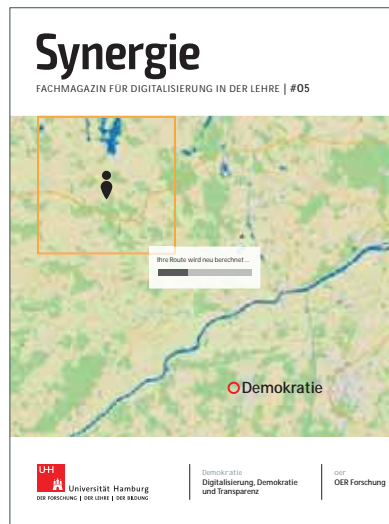 Synergie
FACHMAGAZIN FÜR DIGITALISIERUNG IN DER LEHRE | #05
Ihre Route wird neu berechnet ...
Demokratie
UH
Universität Hamburg
DER FORSCHUNG | DER LEHRE | DER BILDUNG
Demokratie
Digitalisierung, Demokratie
und Transparenz
oer
OER Forschung